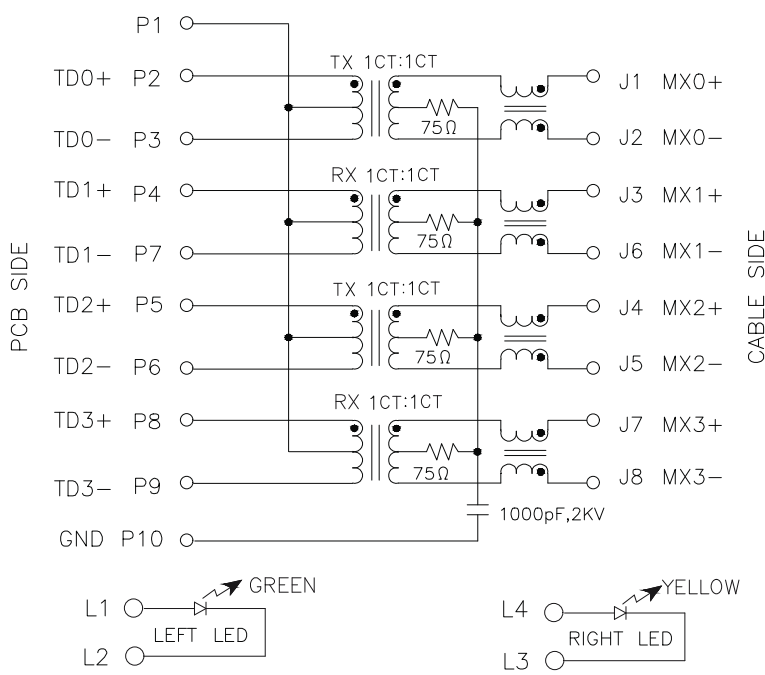 P1
TX 1CT:1CT
TD0+ P2
J1 MX0+
75Ω
TD0- P3
J2 MX0-
RX 1CT:1CT
TD1+ P4
J3 MX1+
75Ω
TD1- P7
J6 MX1-
PCB SIDE
CABLE SIDE
TX 1CT:1CT
TD2+ P5
J4 MX2+
75Ω
TD2- P6
J5 MX2-
RX 1CT:1CT
TD3+ P8
J7 MX3+
75Ω
TD3- P9
J8 MX3-
1000pF,2KV
GND P10
GREEN
L1
LEFT LED
L2
YELLOW
L4
RIGHT LED
L3